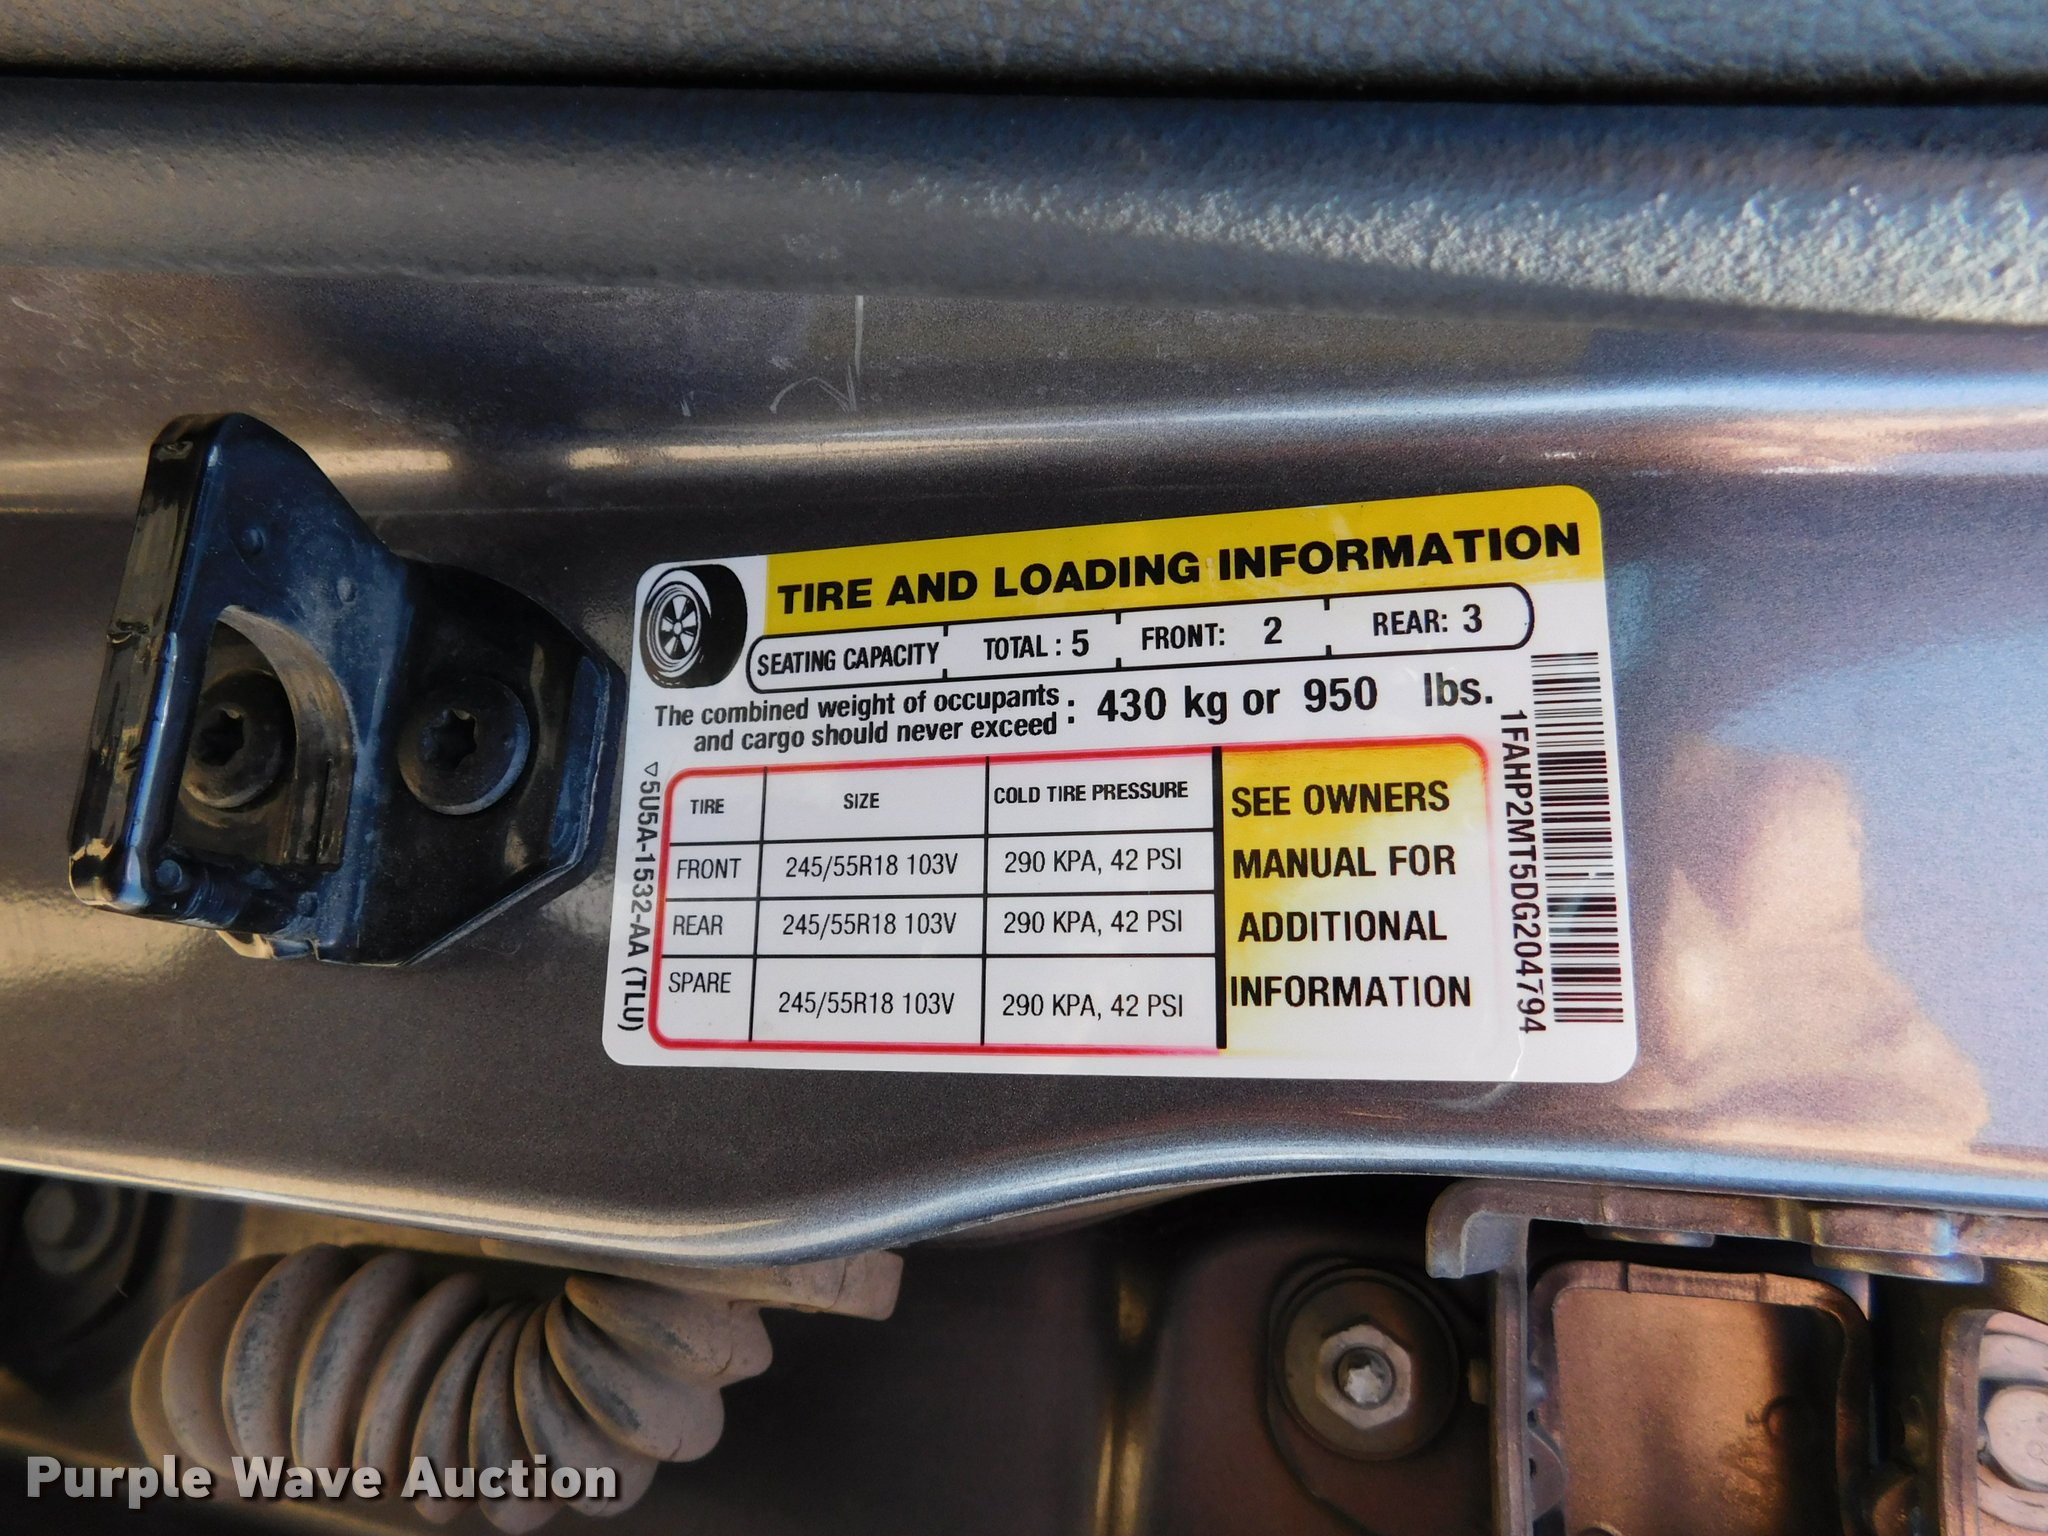 TIRE AND LOADING INFORMATION
SEATING CAPACITY TOTAL : 5 FRONT: 2 REAR: 3
The combined weight of occupants
and cargo should never exceed : 430 kg or 950 lbs.
TIRE SIZE COLD TIRE PRESSURE
FRONT 245/55R18 103V 290 KPA, 42 PSI
REAR 245/55R18 103V 290 KPA, 42 PSI
SPARE 245/55R18 103V 290 KPA, 42 PSI
SEE OWNERS
MANUAL FOR
ADDITIONAL
INFORMATION
5U5A-1532-AA (TLU)
1FAHP2MT5DG204794
Purple Wave Auction